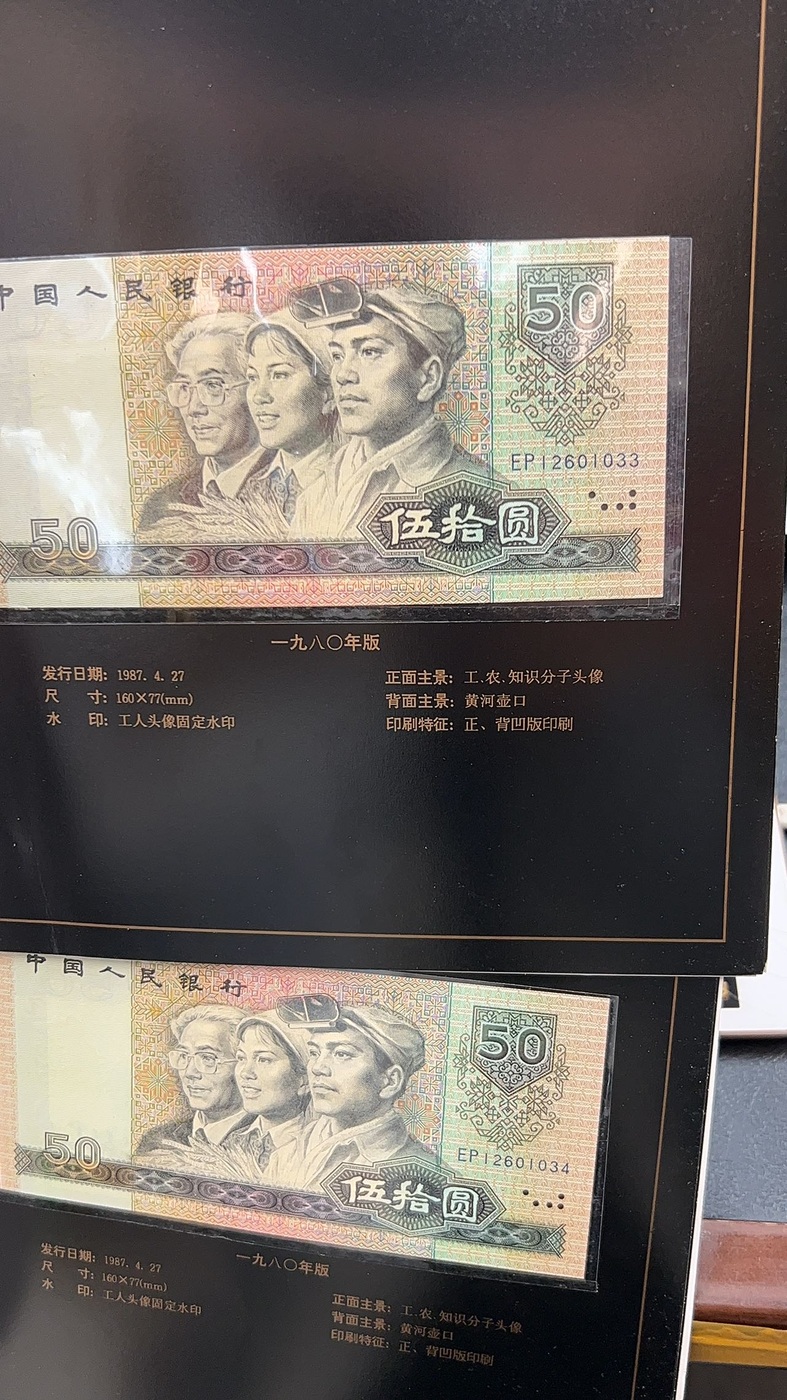 中国人民银行
50
EP12601033
50
伍拾圆
一九八〇年版
发行日期: 1987. 4. 27
尺 寸: 160×77(mm)
水 印: 工人头像固定水印
正面主景: 工.农.知识分子头像
背面主景: 黄河壶口
印刷特征: 正、背凹版印刷
中国人民银行
50
EP12601034
50
伍拾圆
一九八〇年版
发行日期: 1987. 4. 27
尺 寸: 160×77(mm)
水 印: 工人头像固定水印
正面主景: 工.农.知识分子头像
背面主景: 黄河壶口
印刷特征: 正、背凹版印刷